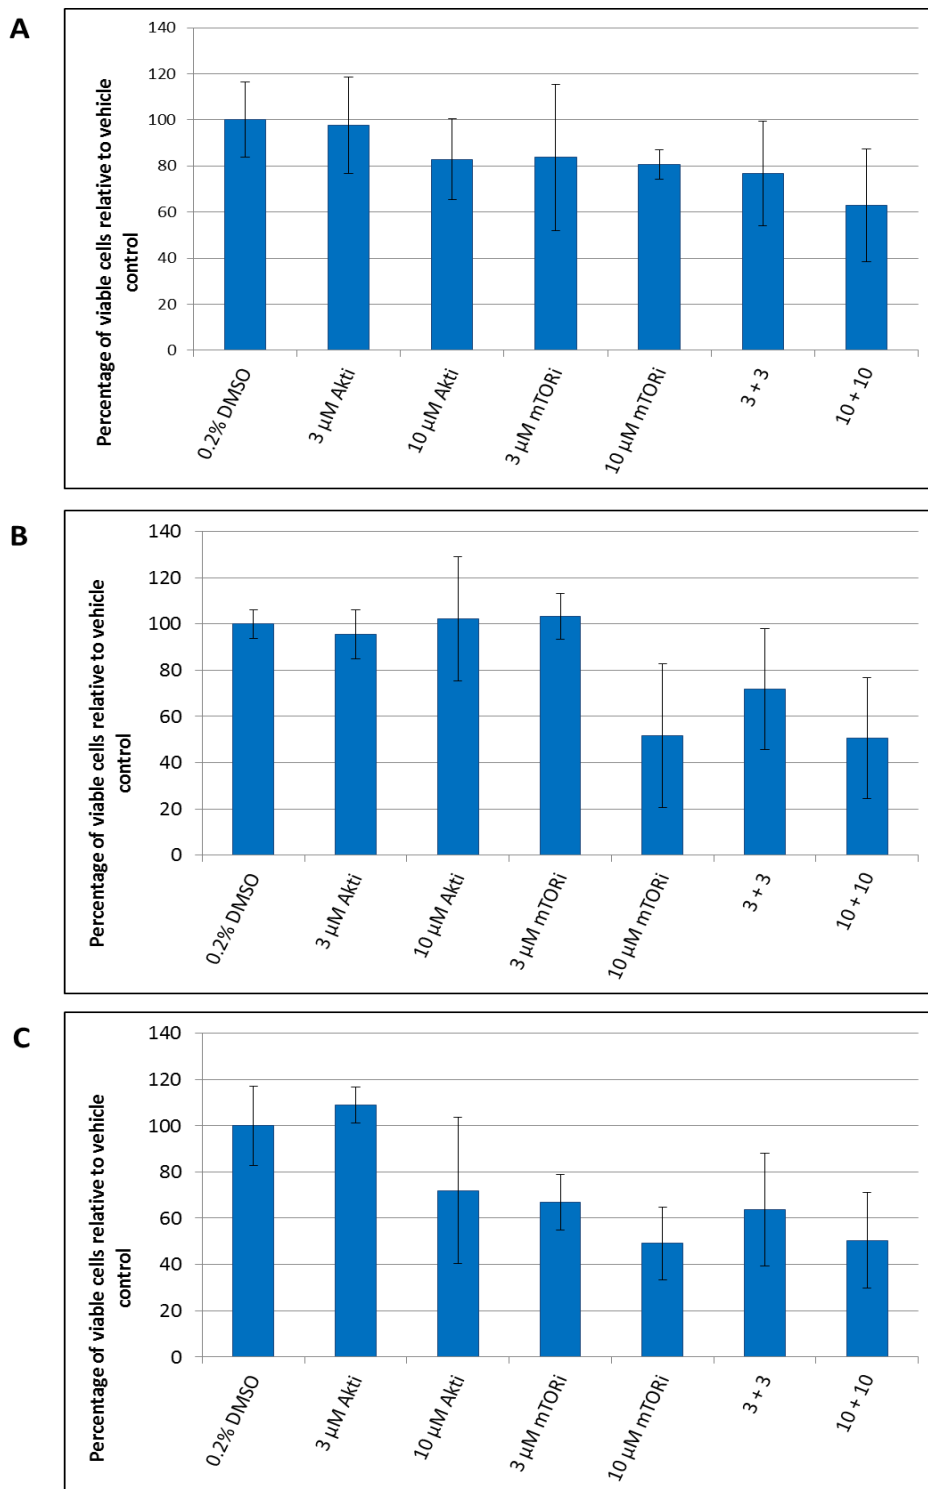 A
Percentage of viable cells relative to vehicle
control
140
120
100
80
60
40
20
0
0.2% DMSO
3 µM Akti
10 µM Akti
3 µM mTORi
10 µM mTORi
3 + 3
10 + 10
B
Percentage of viable cells relative to vehicle
control
140
120
100
80
60
40
20
0
0.2% DMSO
3 µM Akti
10 µM Akti
3 µM mTORi
10 µM mTORi
3 + 3
10 + 10
C
Percentage of viable cells relative to vehicle
control
140
120
100
80
60
40
20
0
0.2% DMSO
3 µM Akti
10 µM Akti
3 µM mTORi
10 µM mTORi
3 + 3
10 + 10